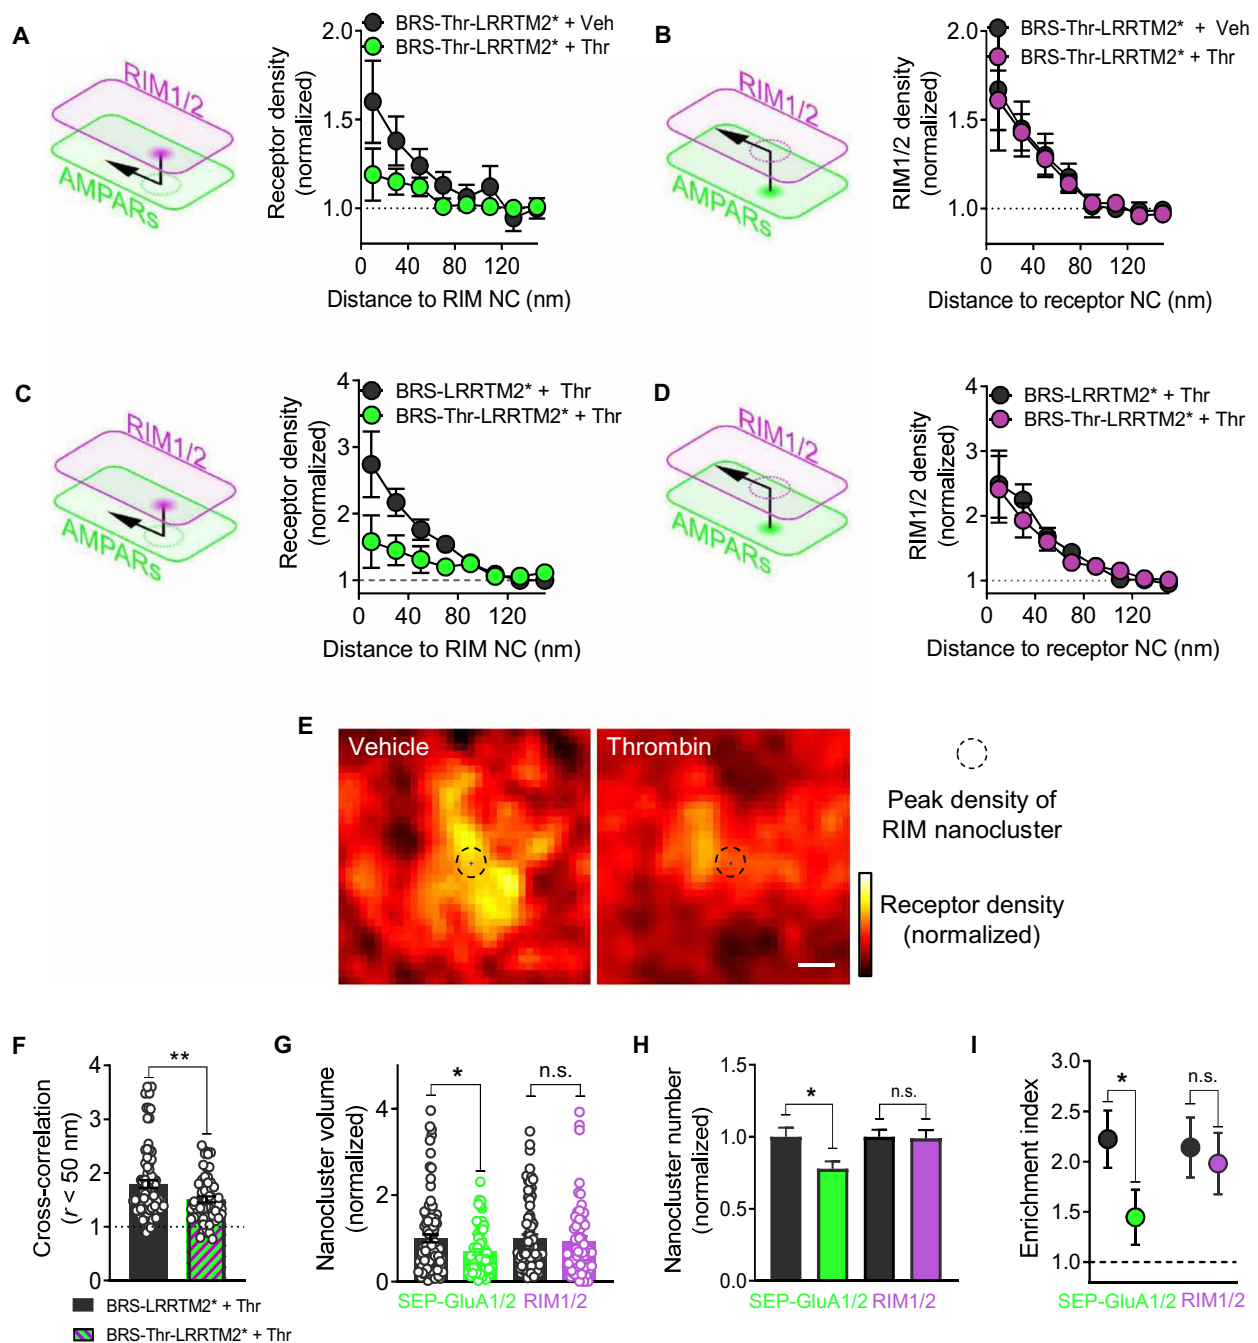 A
RIM1/2
AMPARs
Receptor density
(normalized)
2.0
1.5
1.0
BRS-Thr-LRRTM2* + Veh
BRS-Thr-LRRTM2* + Thr
0 40 80 120
Distance to RIM NC (nm)
B
RIM1/2
AMPARs
RIM1/2 density
(normalized)
2.0
1.5
1.0
BRS-Thr-LRRTM2* + Veh
BRS-Thr-LRRTM2* + Thr
0 40 80 120
Distance to receptor NC (nm)
C
RIM1/2
AMPARs
Receptor density
(normalized)
4
3
2
1
BRS-LRRTM2* + Thr
BRS-Thr-LRRTM2* + Thr
0 40 80 120
Distance to RIM NC (nm)
D
RIM1/2
AMPARs
RIM1/2 density
(normalized)
4
3
2
1
BRS-LRRTM2* + Thr
BRS-Thr-LRRTM2* + Thr
0 40 80 120
Distance to receptor NC (nm)
E
Vehicle
Thrombin
Peak density of
RIM nanocluster
Receptor density
(normalized)
F
Cross-correlation
(r < 50 nm)
4
3
2
1
0
**
BRS-LRRTM2* + Thr
BRS-Thr-LRRTM2* + Thr
G
Nanocluster volume
(normalized)
4
2
0
*
n.s.
SEP-GluA1/2 RIM1/2
H
Nanocluster number
(normalized)
1.5
1.0
0.5
0.0
*
n.s.
SEP-GluA1/2 RIM1/2
I
Enrichment index
3.0
2.5
2.0
1.5
1.0
*
n.s.
SEP-GluA1/2 RIM1/2